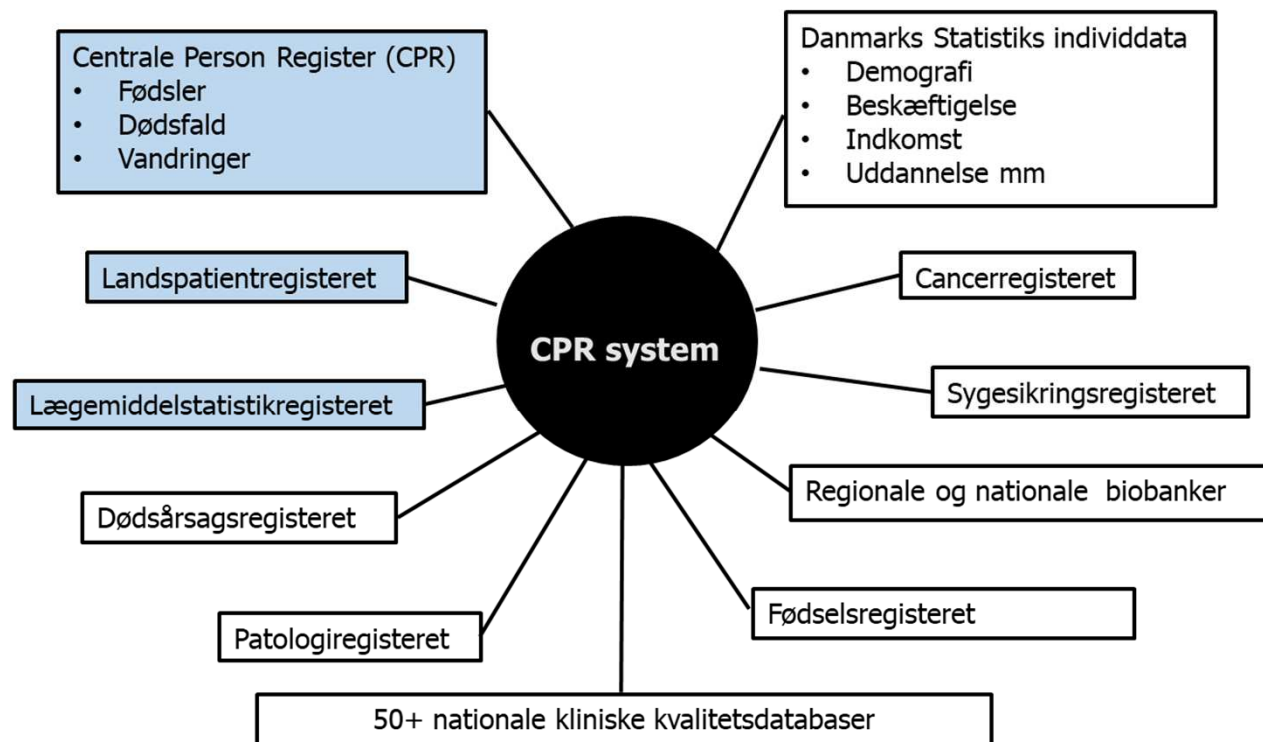 Centrale Person Register (CPR)
• Fødsler
• Dødsfald
• Vandringer
Danmarks Statistiks individdata
• Demografi
• Beskæftigelse
• Indkomst
• Uddannelse mm
Landspatientregisteret
Cancerregisteret
CPR system
Lægemiddelstatistikregisteret
Sygesikringsregisteret
Dødsårsagsregisteret
Regionale og nationale biobanker
Patologiregisteret
Fødselsregisteret
50+ nationale kliniske kvalitetsdatabaser